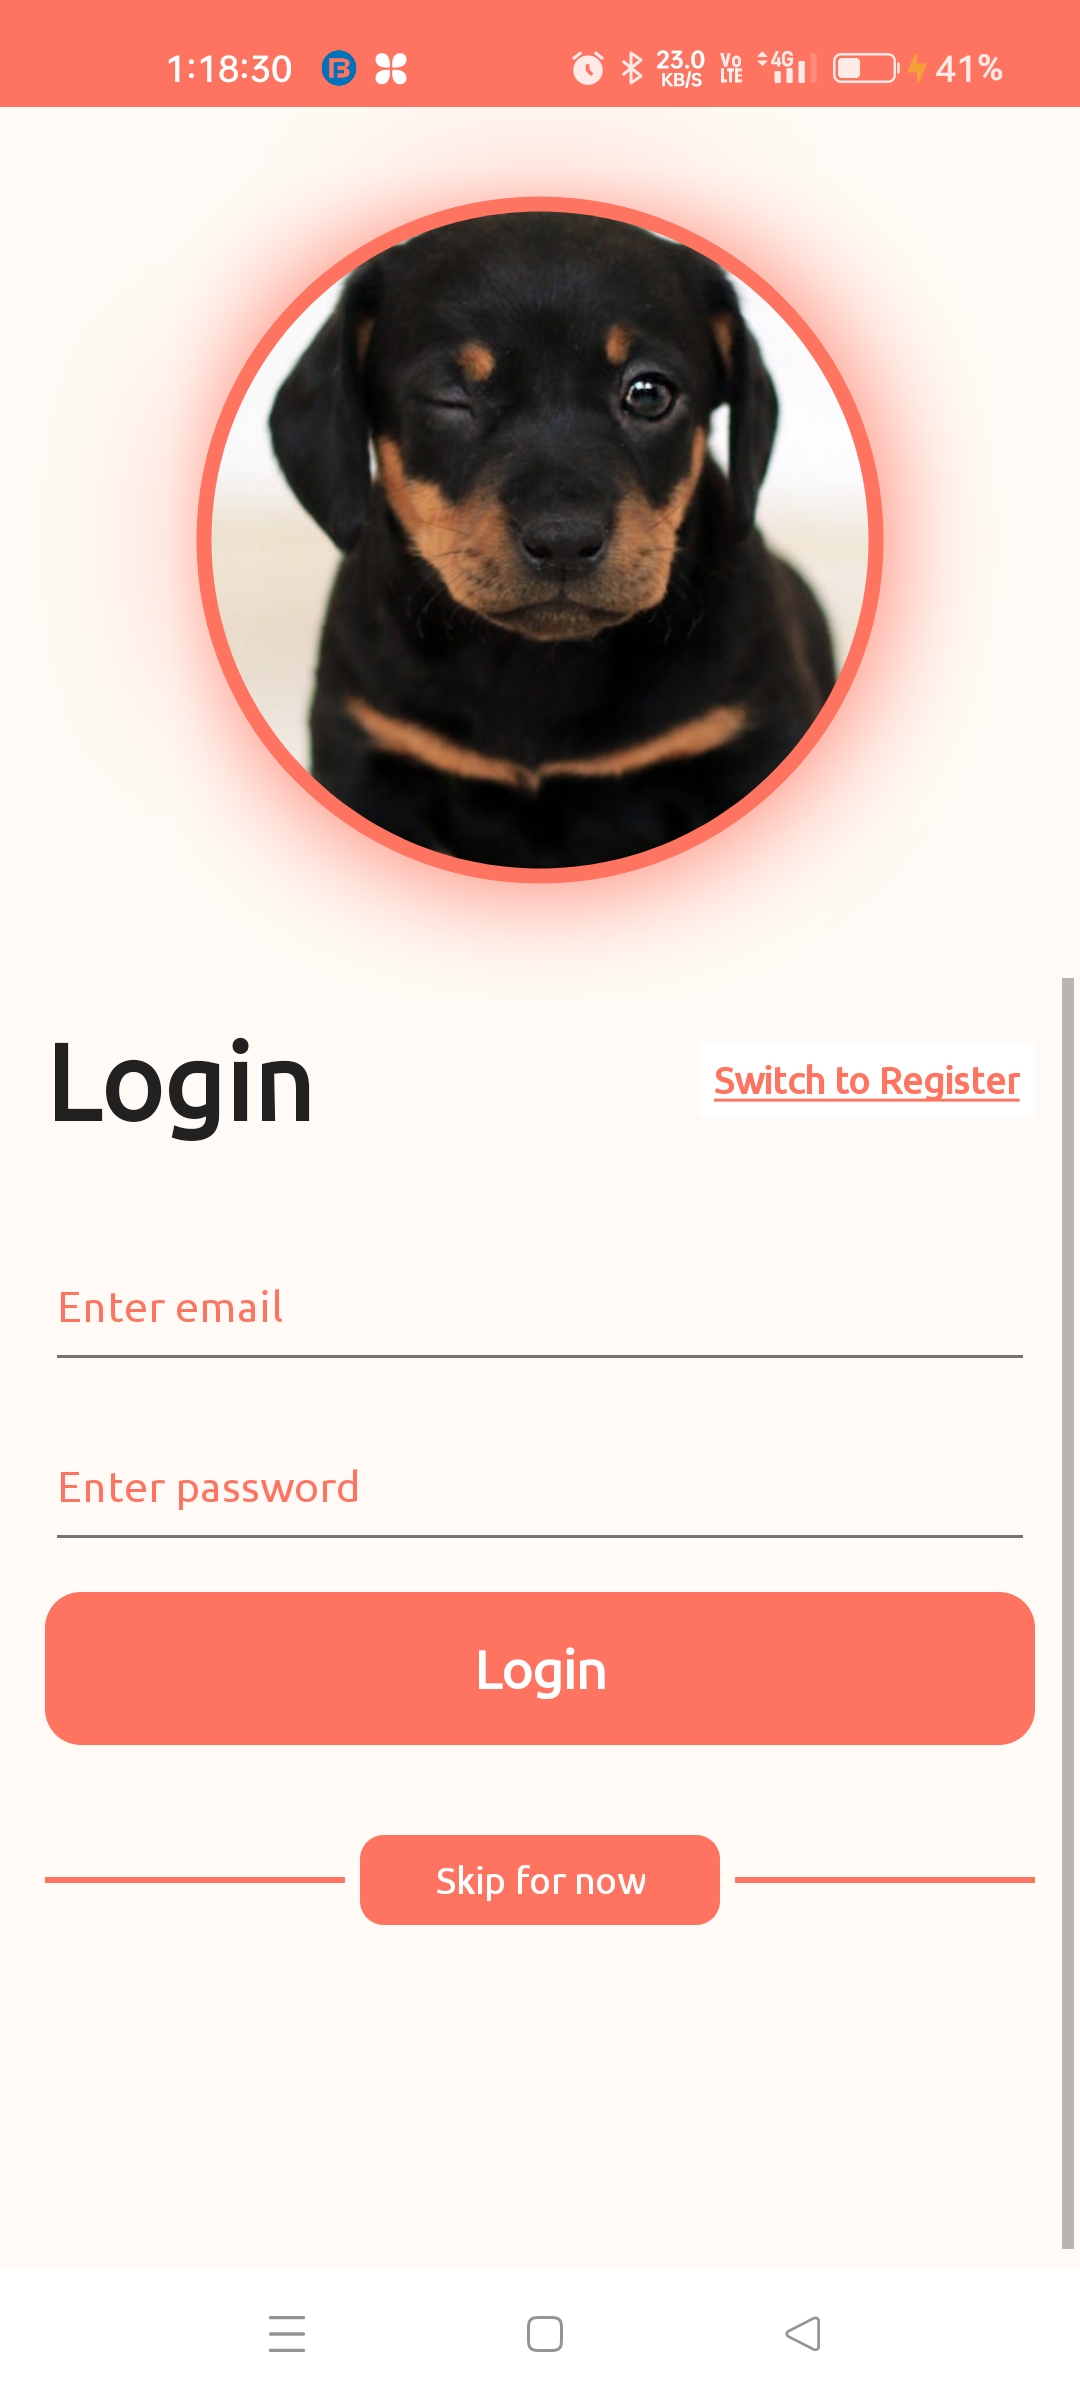 1:18:30 23.0 KB/S Vo LTE 4G 41%
Login
Switch to Register
Enter email
Enter password
Login
Skip for now